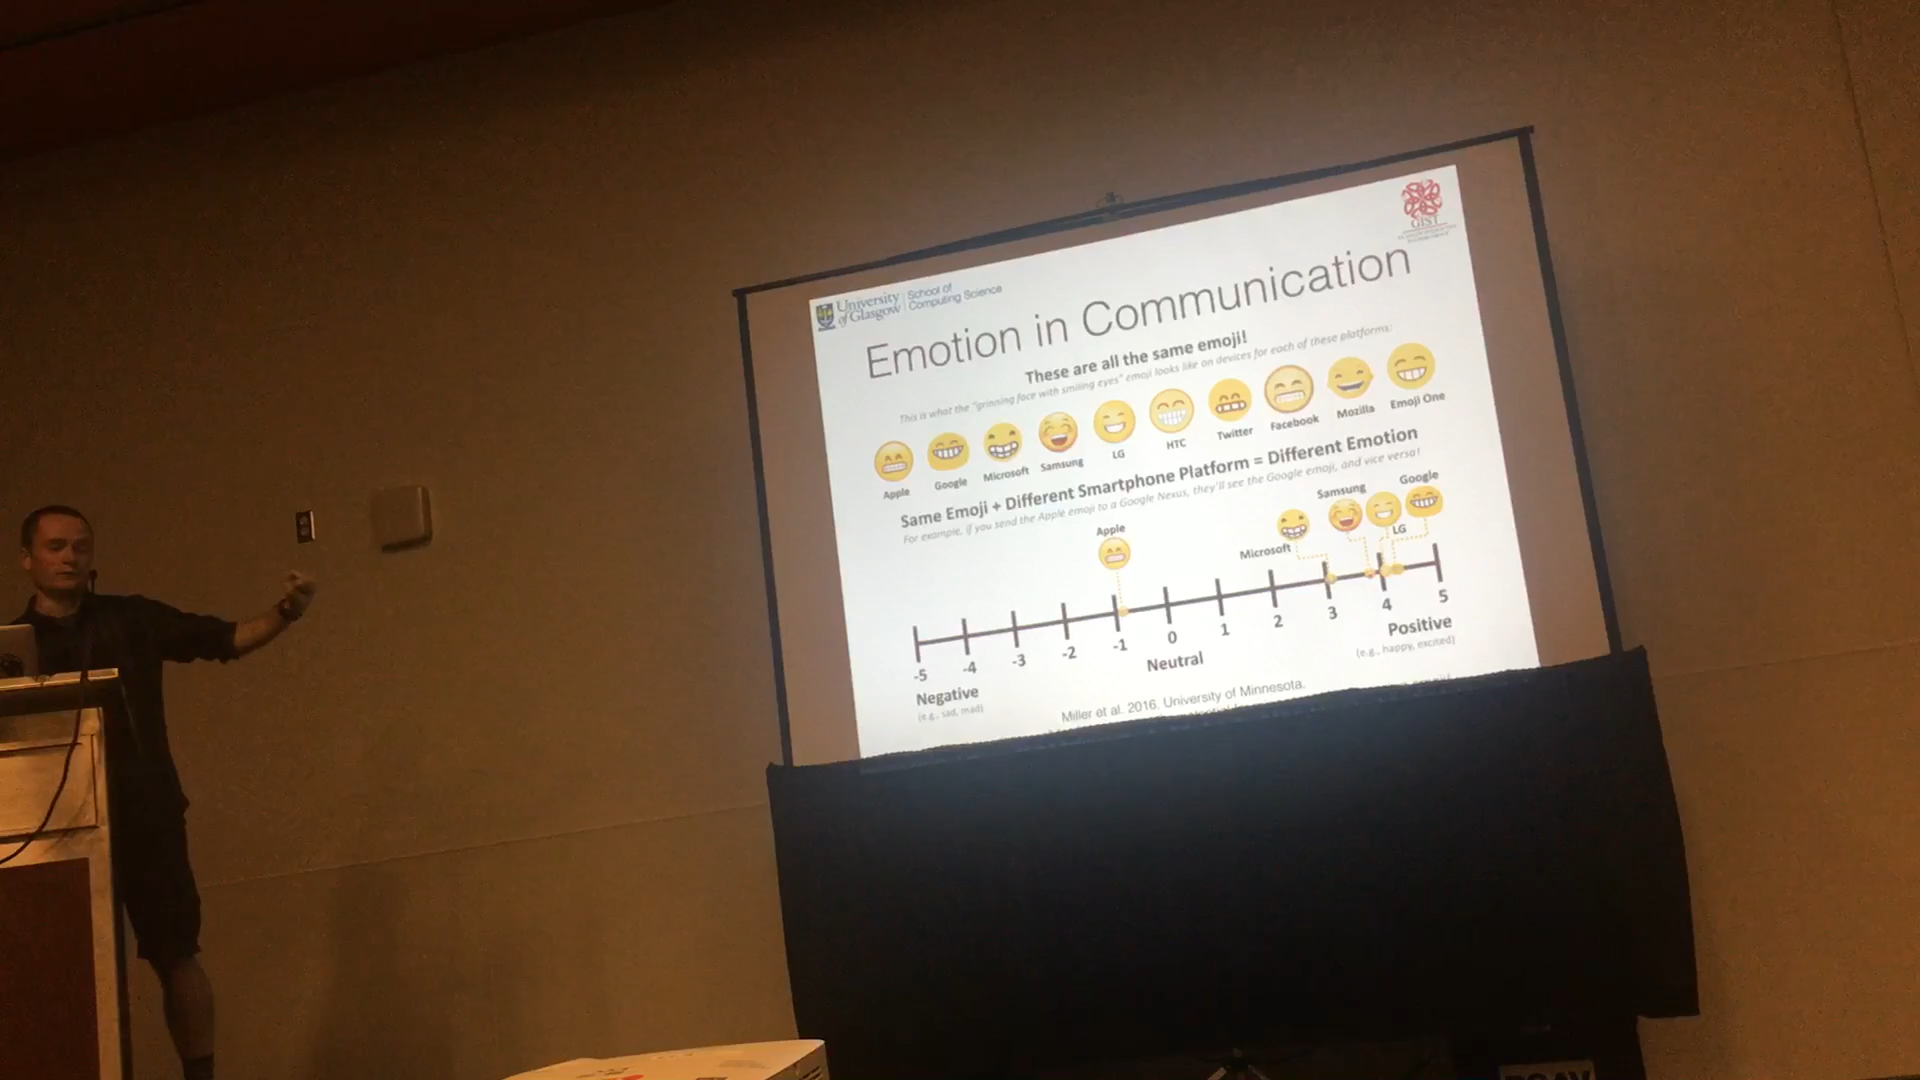 University
of Glasgow
School of
Computing Science
GIST
Emotion in Communication
These are all the same emoji!
This is what the "grinning face with smiling eyes" emoji looks like on devices for each of these platforms:
Apple Google Microsoft Samsung LG HTC Twitter Facebook Mozilla Emoji One
Same Emoji + Different Smartphone Platform = Different Emotion
For example, if you send the Apple emoji to a Google Nexus, they'll see the Google emoji, and vice versa!
Apple Microsoft Samsung LG Google
-5 -4 -3 -2 -1 0 1 2 3 4 5
Negative Neutral Positive
(e.g., sad, mad) (e.g., happy, excited)
Miller et al. 2016. University of Minnesota.